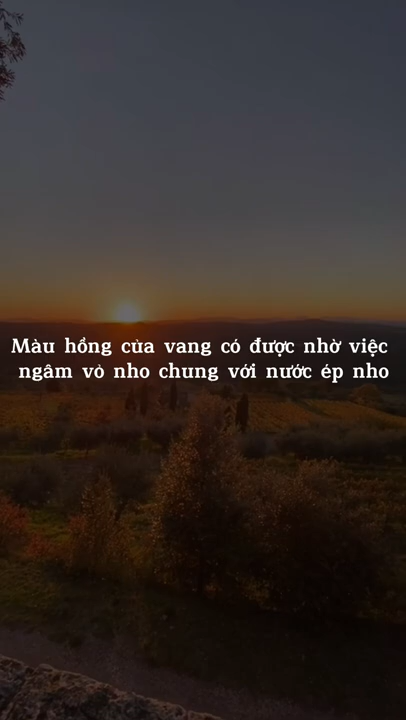 Màu hồng của vang có được nhờ việc
ngâm vỏ nho chung với nước ép nho